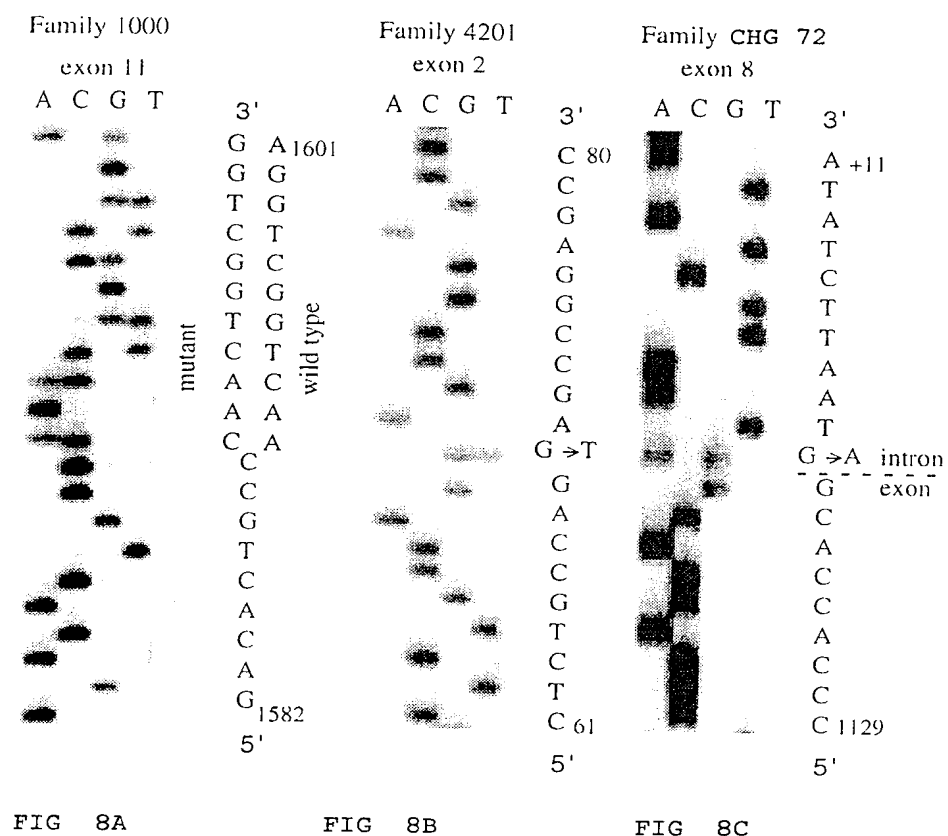 Family 1000
exon 11
A C G T
3'
G A 1601
G G
T G
C T
G C
G G
T G
C T
A C
A A
C A
mutant
wild type
C
C
G
T
C
A
C
A
G 1582
5'
FIG 8A
Family 4201
exon 2
A C G T
3'
C 80
C
G
A
G
G
C
C
G
A
G→T
G
A
C
C
G
T
C
T
C 61
5'
FIG 8B
Family CHG 72
exon 8
A C G T
3'
A +11
T
A
T
C
T
T
A
A
T
G→A intron
exon
G
C
A
C
C
A
C
C
C 1129
5'
FIG 8C